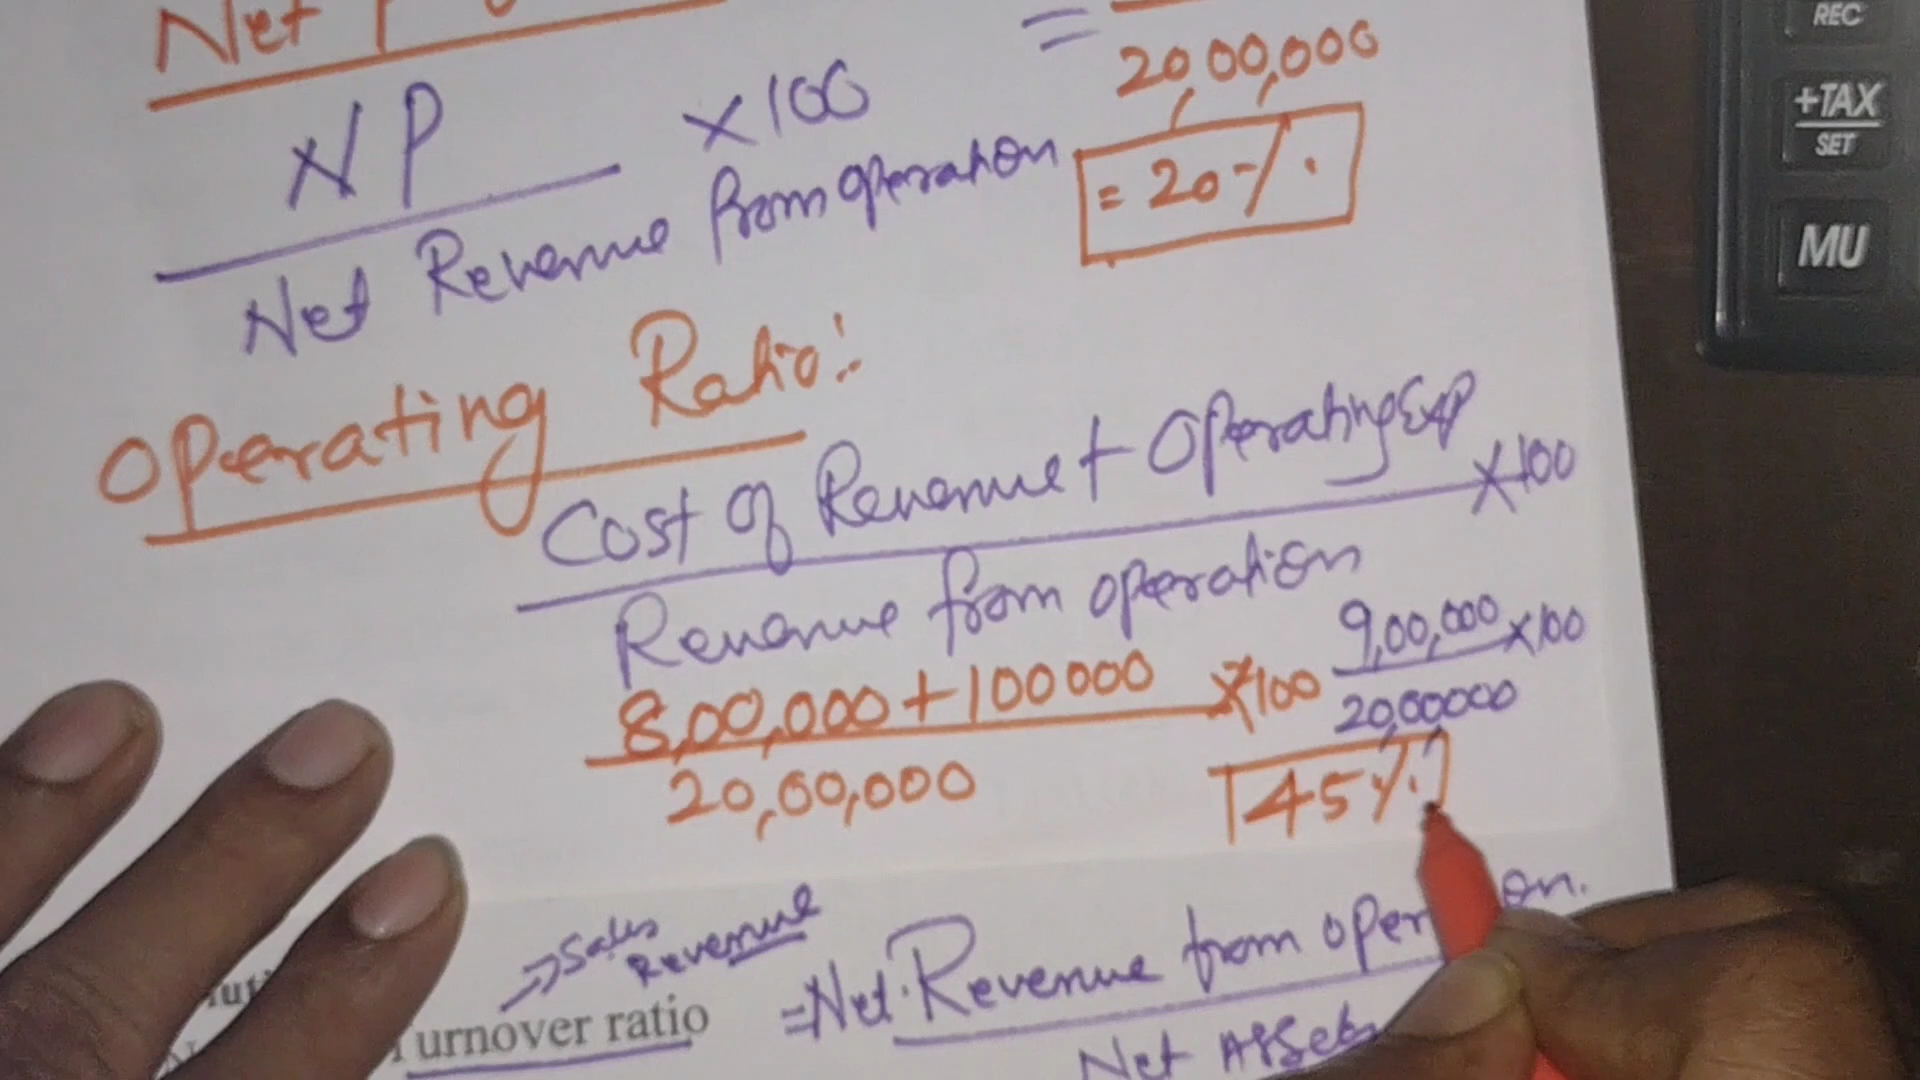 Net
= 20,00,000
NP ×100
Net Revenue from operation
= 20%.
Operating Ratio:-
Cost of Revenue + Operating Exp ×100
Revenue from operation
8,00,000 + 100000 ×100
20,00,000
9,00,000 ×100
20,00000
45%.
→ Sales Revenue
Turnover ratio
= Net. Revenue from oper on.
Net Assets
REC
+TAX
SET
MU